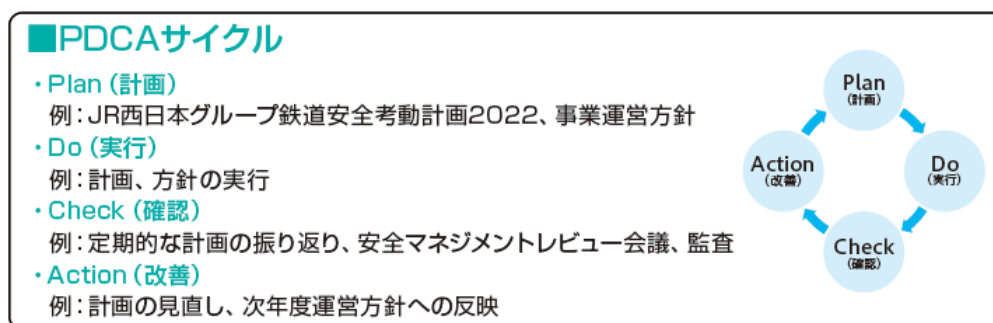 ■PDCAサイクル
・Plan（計画）
例：JR西日本グループ鉄道安全考動計画2022、事業運営方針
・Do（実行）
例：計画、方針の実行
・Check（確認）
例：定期的な計画の振り返り、安全マネジメントレビュー会議、監査
・Action（改善）
例：計画の見直し、次年度運営方針への反映
Plan
（計画）
Do
（実行）
Check
（確認）
Action
（改善）